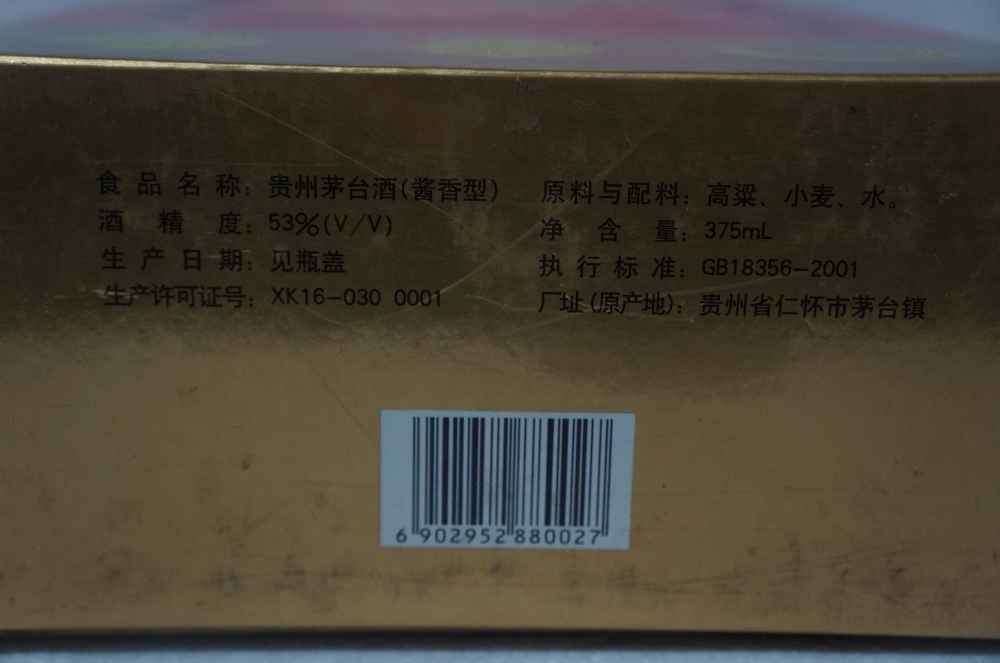 食品名称：贵州茅台酒(酱香型)
酒精度：53%(V/V)
生产日期：见瓶盖
生产许可证号：XK16-030 0001
原料与配料：高粱、小麦、水。
净含量：375mL
执行标准：GB18356-2001
厂址(原产地)：贵州省仁怀市茅台镇
6 902952 880027